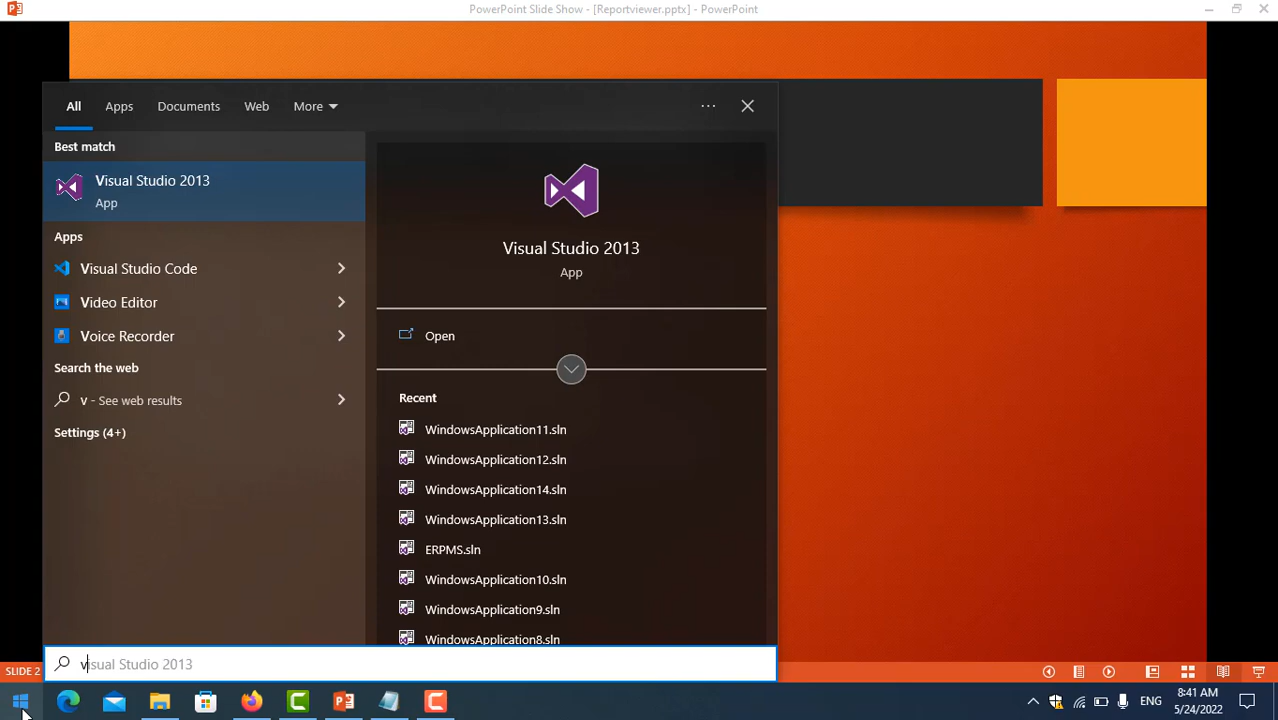 PowerPoint Slide Show - [Reportviewer.pptx] - PowerPoint
All Apps Documents Web More
Best match
Visual Studio 2013
App
Apps
Visual Studio Code
Video Editor
Voice Recorder
Search the web
v - See web results
Settings (4+)
Visual Studio 2013
App
Open
Recent
WindowsApplication11.sln
WindowsApplication12.sln
WindowsApplication14.sln
WindowsApplication13.sln
ERPMS.sln
WindowsApplication10.sln
WindowsApplication9.sln
WindowsApplication8.sln
visual Studio 2013
SLIDE 2
ENG
8:41 AM
5/24/2022